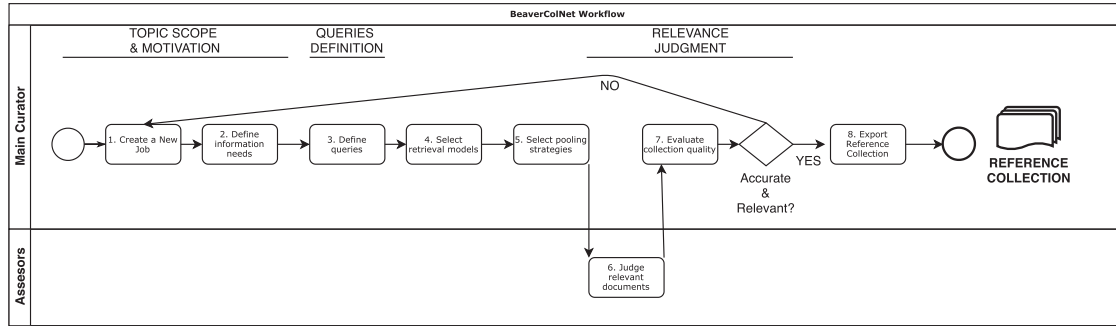 BeaverColNet Workflow
TOPIC SCOPE
& MOTIVATION
QUERIES
DEFINITION
RELEVANCE
JUDGMENT
Main Curator
NO
1. Create a New
Job
2. Define
information
needs
3. Define
queries
4. Select
retrieval models
5. Select pooling
strategies
7. Evaluate
collection quality
Accurate
&
Relevant?
YES
8. Export
Reference
Collection
REFERENCE
COLLECTION
Assesors
6. Judge
relevant
documents